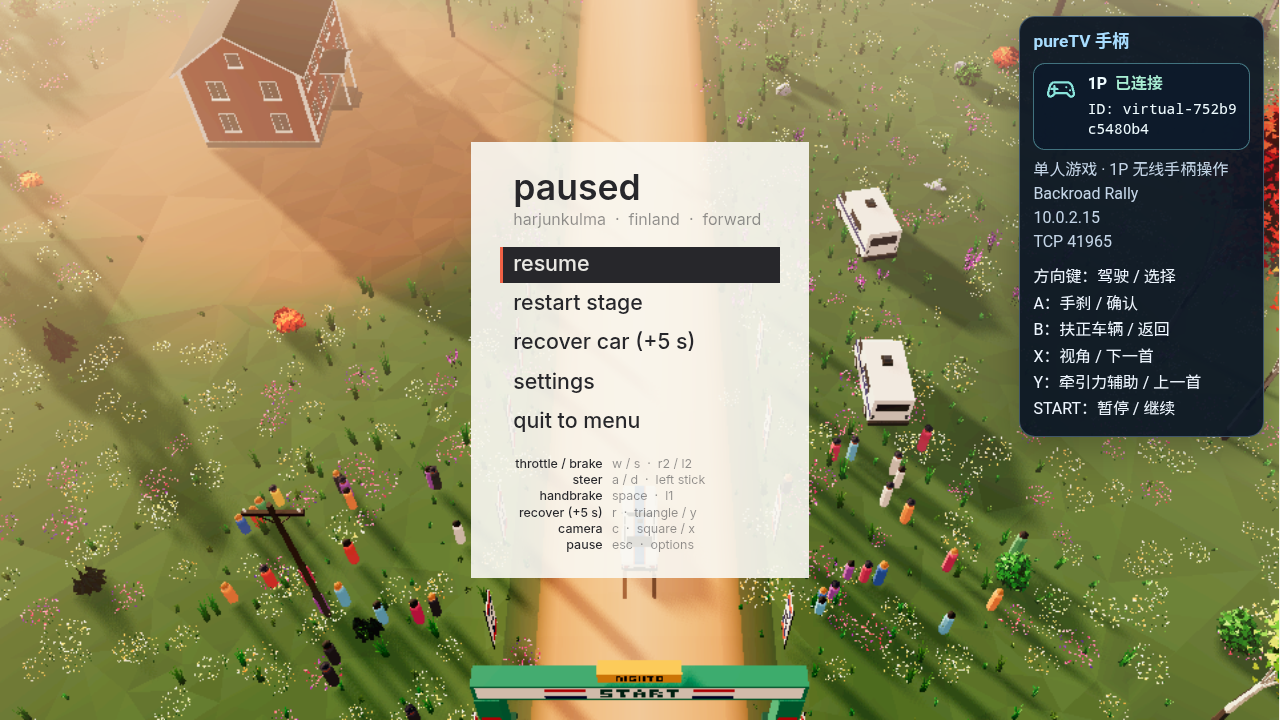 paused
harjunkulma · finland · forward
resume
restart stage
recover car (+5 s)
settings
quit to menu
throttle / brake w / s · r2 / l2
steer a / d · left stick
handbrake space · l1
recover (+5 s) r · triangle / y
camera c · square / x
pause esc · options
START
pureTV 手柄
1P 已连接
ID: virtual-752b9
c5480b4
单人游戏 · 1P 无线手柄操作
Backroad Rally
10.0.2.15
TCP 41965
方向键：驾驶 / 选择
A：手刹 / 确认
B：扶正车辆 / 返回
X：视角 / 下一首
Y：牵引力辅助 / 上一首
START：暂停 / 继续